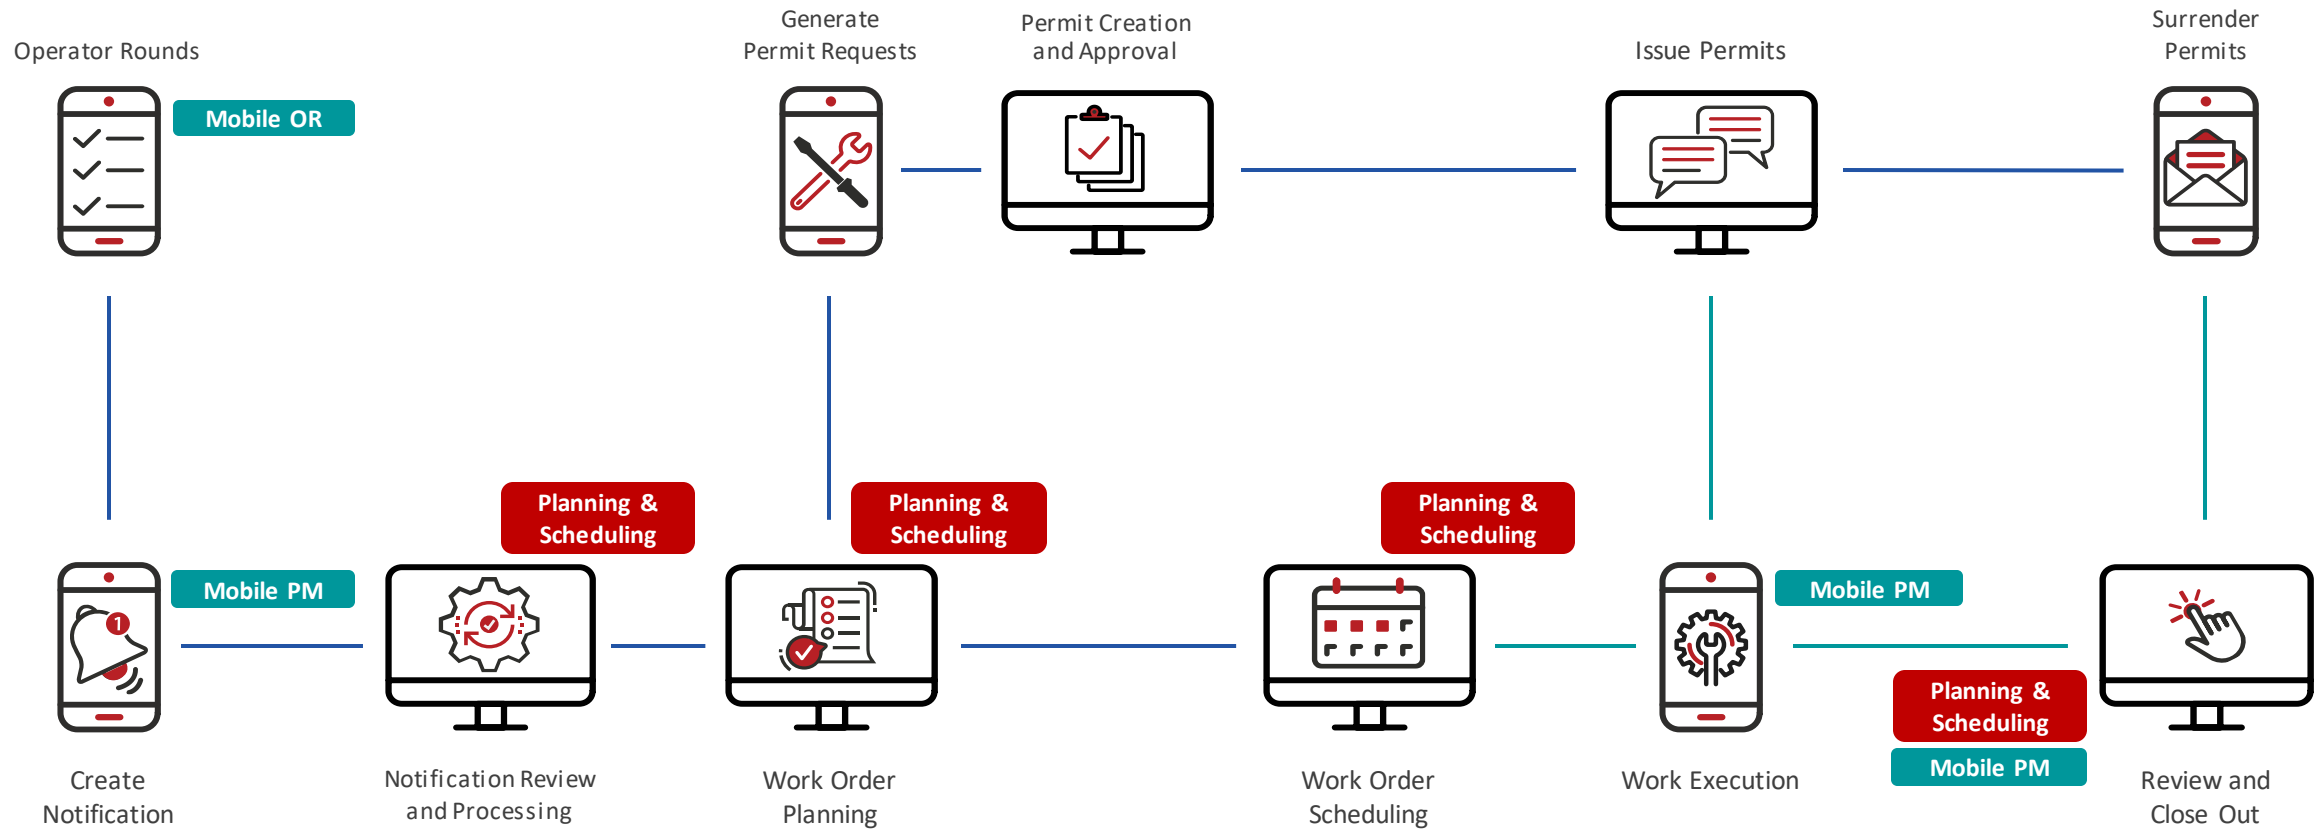 Operator Rounds
Mobile OR
Generate
Permit Requests
Permit Creation
and Approval
Issue Permits
Surrender
Permits
Planning &
Scheduling
Planning &
Scheduling
Planning &
Scheduling
1
Mobile PM
Mobile PM
Planning &
Scheduling
Mobile PM
Create
Notification
Notification Review
and Processing
Work Order
Planning
Work Order
Scheduling
Work Execution
Review and
Close Out